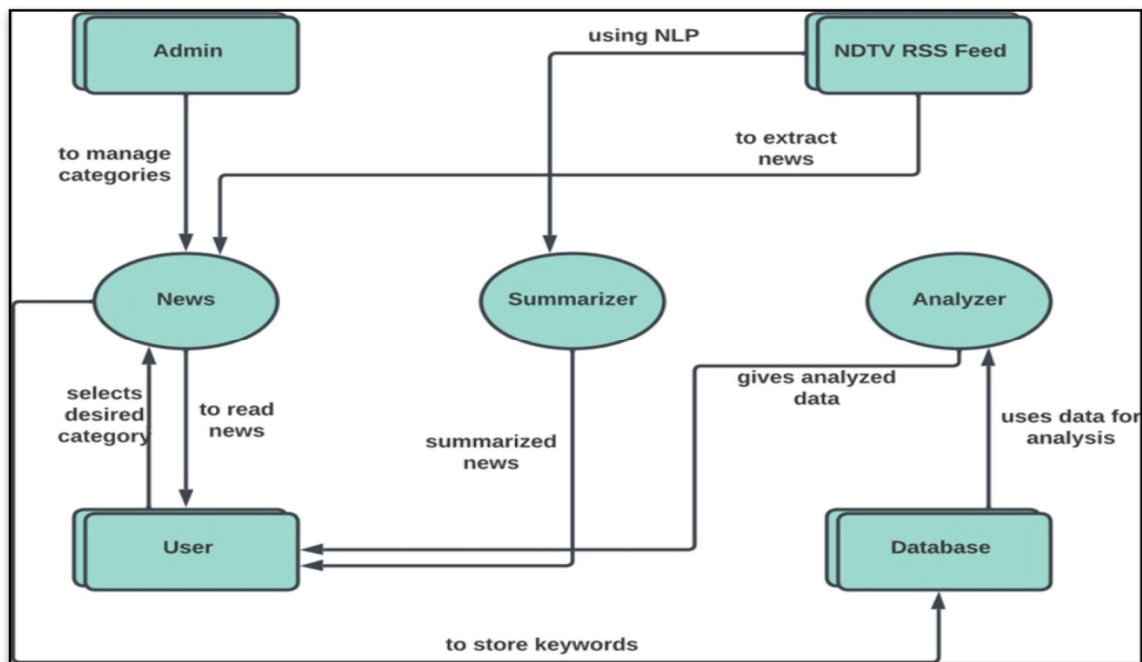 Admin
using NLP
NDTV RSS Feed
to manage
categories
to extract
news
News
Summarizer
Analyzer
selects
desired
category
to read
news
summarized
news
gives analyzed
data
uses data for
analysis
User
Database
to store keywords